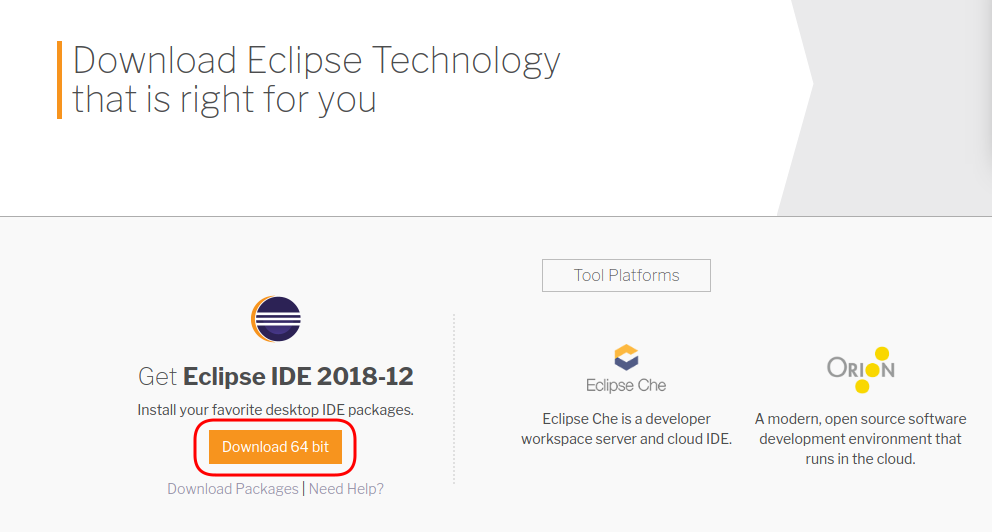 Download Eclipse Technology
that is right for you
Tool Platforms
Get Eclipse IDE 2018-12
Install your favorite desktop IDE packages.
Download 64 bit
Download Packages | Need Help?
Eclipse Che
Eclipse Che is a developer
workspace server and cloud IDE.
ORION
A modern, open source software
development environment that
runs in the cloud.